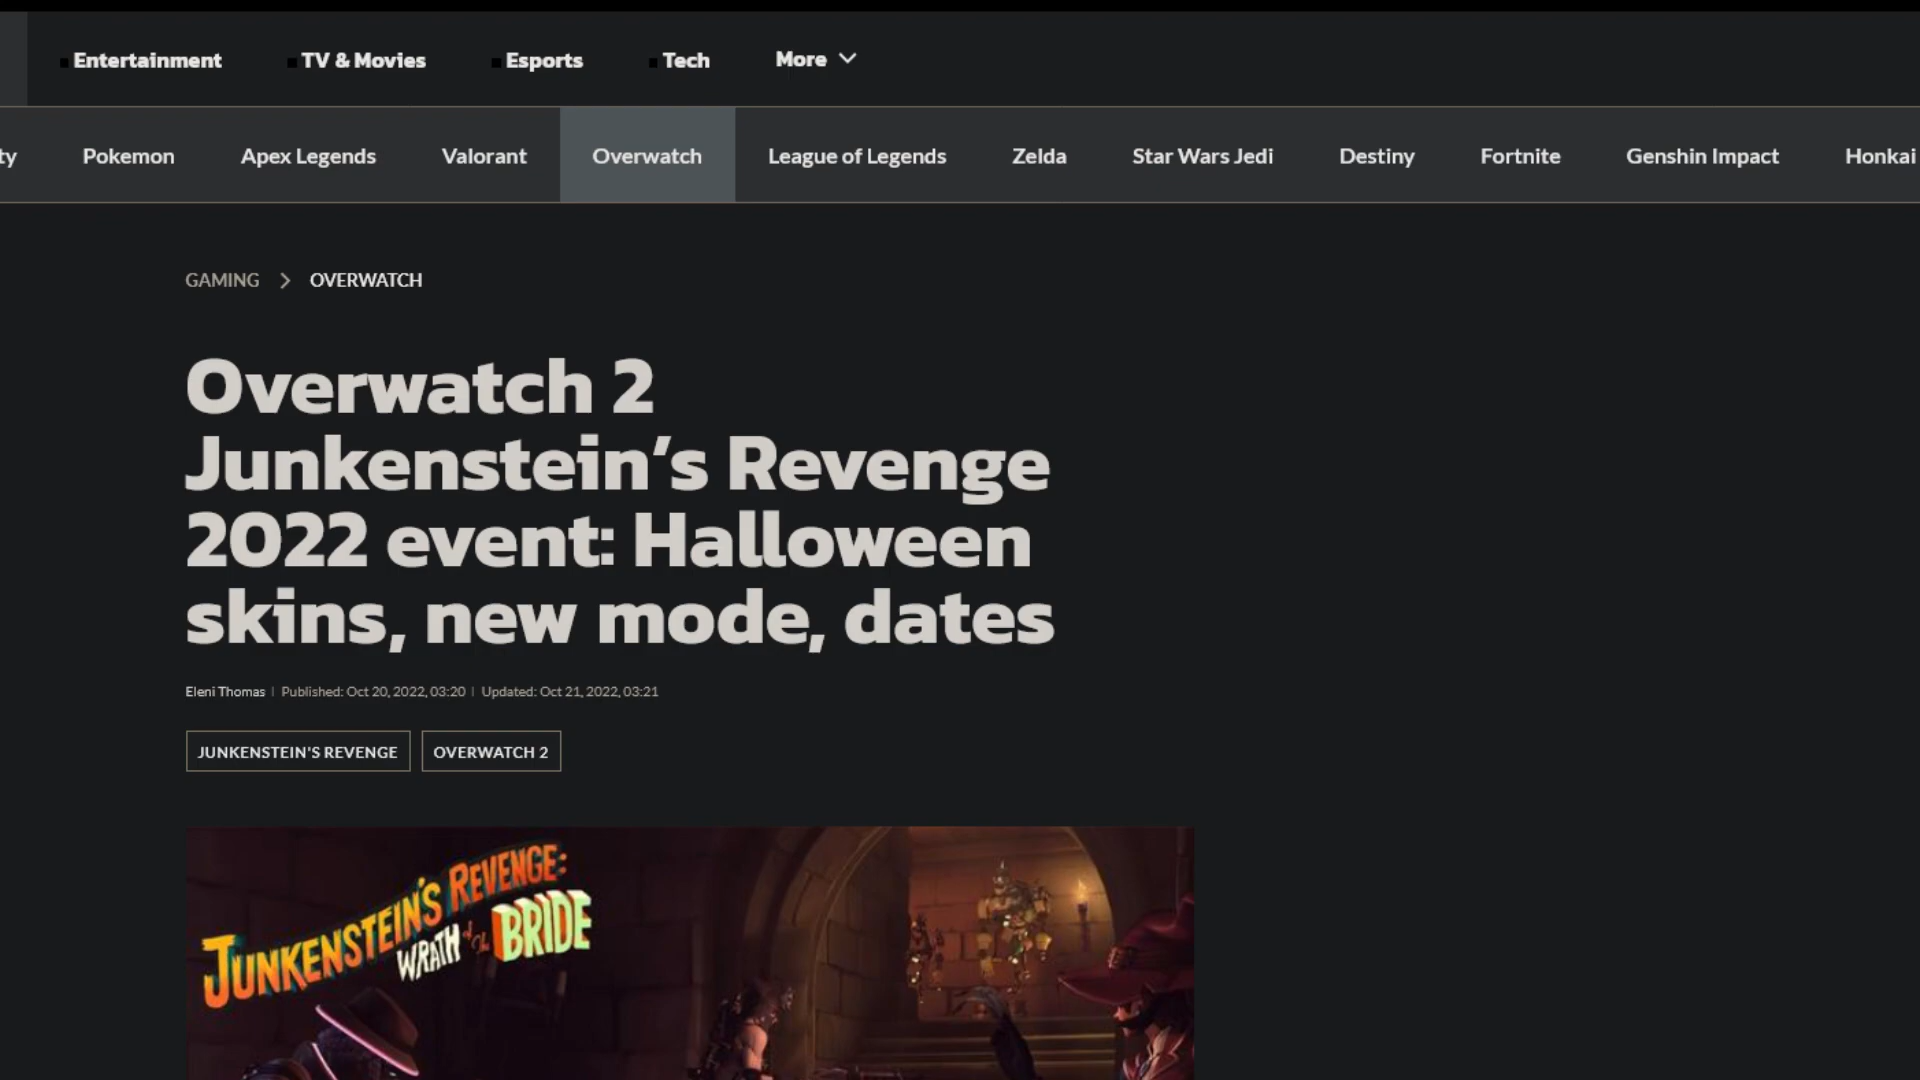 Entertainment TV & Movies Esports Tech More
ty Pokemon Apex Legends Valorant Overwatch League of Legends Zelda Star Wars Jedi Destiny Fortnite Genshin Impact Honkai
GAMING > OVERWATCH
Overwatch 2
Junkenstein’s Revenge
2022 event: Halloween
skins, new mode, dates
Eleni Thomas | Published: Oct 20, 2022, 03:20 | Updated: Oct 21, 2022, 03:21
JUNKENSTEIN'S REVENGE OVERWATCH 2
JUNKENSTEIN'S REVENGE:
WRATH of the BRIDE